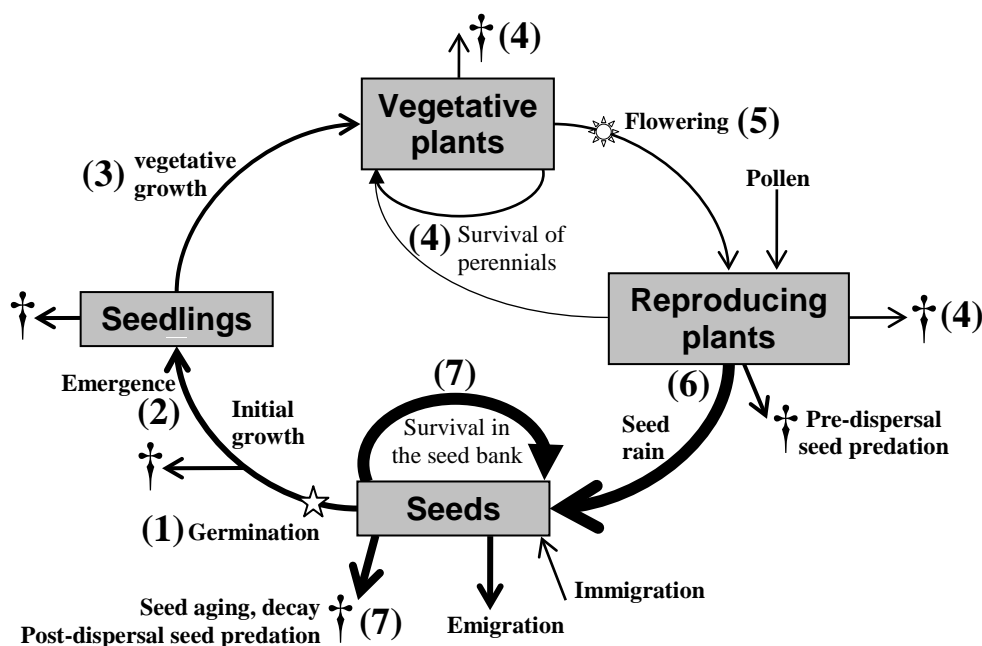 (4)
Vegetative
plants
Flowering (5)
(3) vegetative
growth
Pollen
(4) Survival of
perennials
Reproducing
plants
(4)
Seedlings
(6)
(7)
Emergence
(2)
Initial
growth
Survival in
the seed bank
Seed
rain
Pre-dispersal
seed predation
Seeds
(1) Germination
Immigration
Seed aging, decay
Post-dispersal seed predation
(7)
Emigration